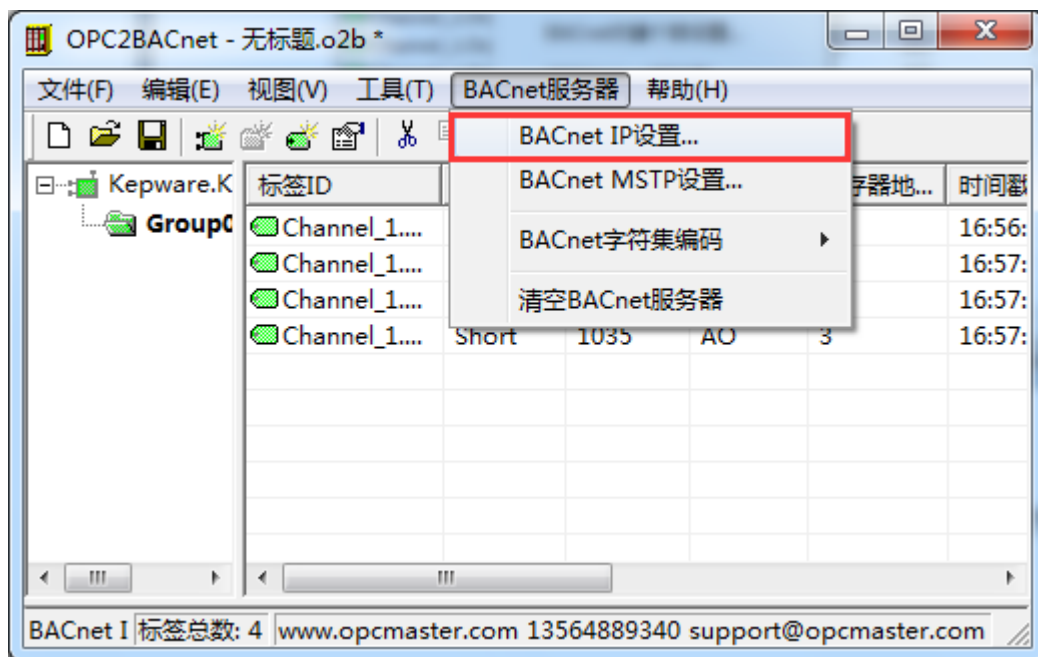 OPC2BACnet - 无标题.o2b *
文件(F) 编辑(E) 视图(V) 工具(T) BACnet服务器 帮助(H)
BACnet IP设置...
BACnet MSTP设置...
BACnet字符集编码
清空BACnet服务器
Kepware.K 标签ID 存器地... 时间戳
Group0 Channel_1.... 16:56:
Channel_1.... 16:57:
Channel_1.... 16:57:
Channel_1.... Short 1035 AO 3 16:57:
BACnet I 标签总数: 4 www.opcmaster.com 13564889340 support@opcmaster.com